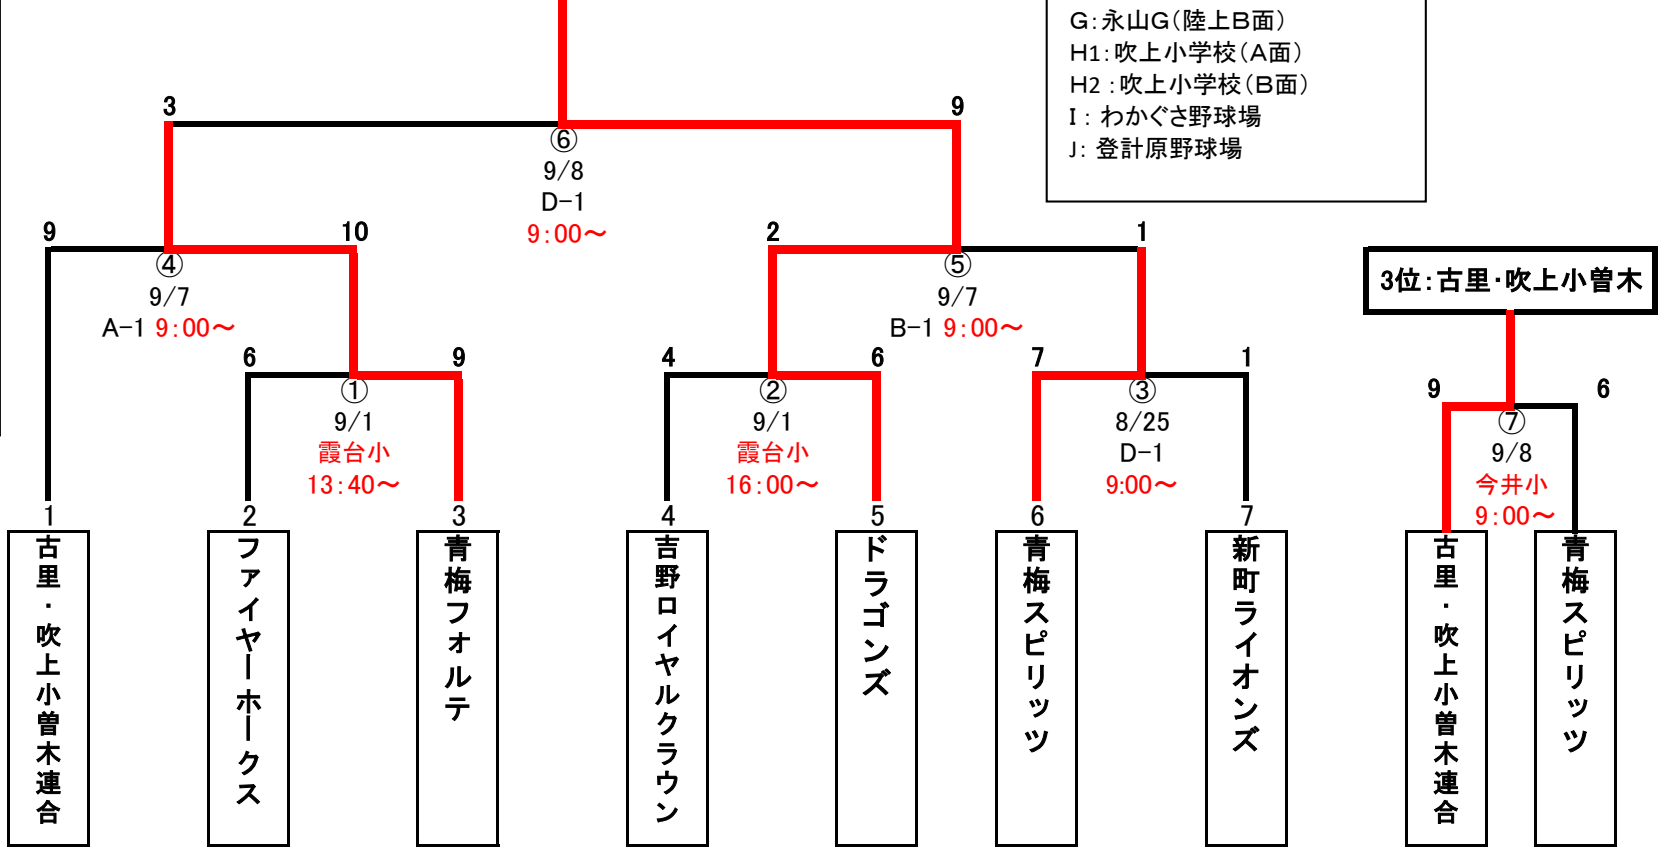 G：永山G（陸上B面）
H1：吹上小学校（A面）
H2：吹上小学校（B面）
I：わかぐさ野球場
J：登計原野球場
3
9
⑥
9/8
D-1
9:00～
9
10
④
9/7
A-1 9:00～
2
1
⑤
9/7
B-1 9:00～
3位：古里・吹上小曽木
6
9
①
9/1
霞台小
13:40～
4
6
②
9/1
霞台小
16:00～
7
1
③
8/25
D-1
9:00～
9
6
⑦
9/8
今井小
9:00～
1
2
3
4
5
6
7
古里・吹上小曽木連合
ファイヤーホークス
青梅フォルテ
吉野ロイヤルクラウン
ドラゴンズ
青梅スピリッツ
新町ライオンズ
古里・吹上小曽木連合
青梅スピリッツ